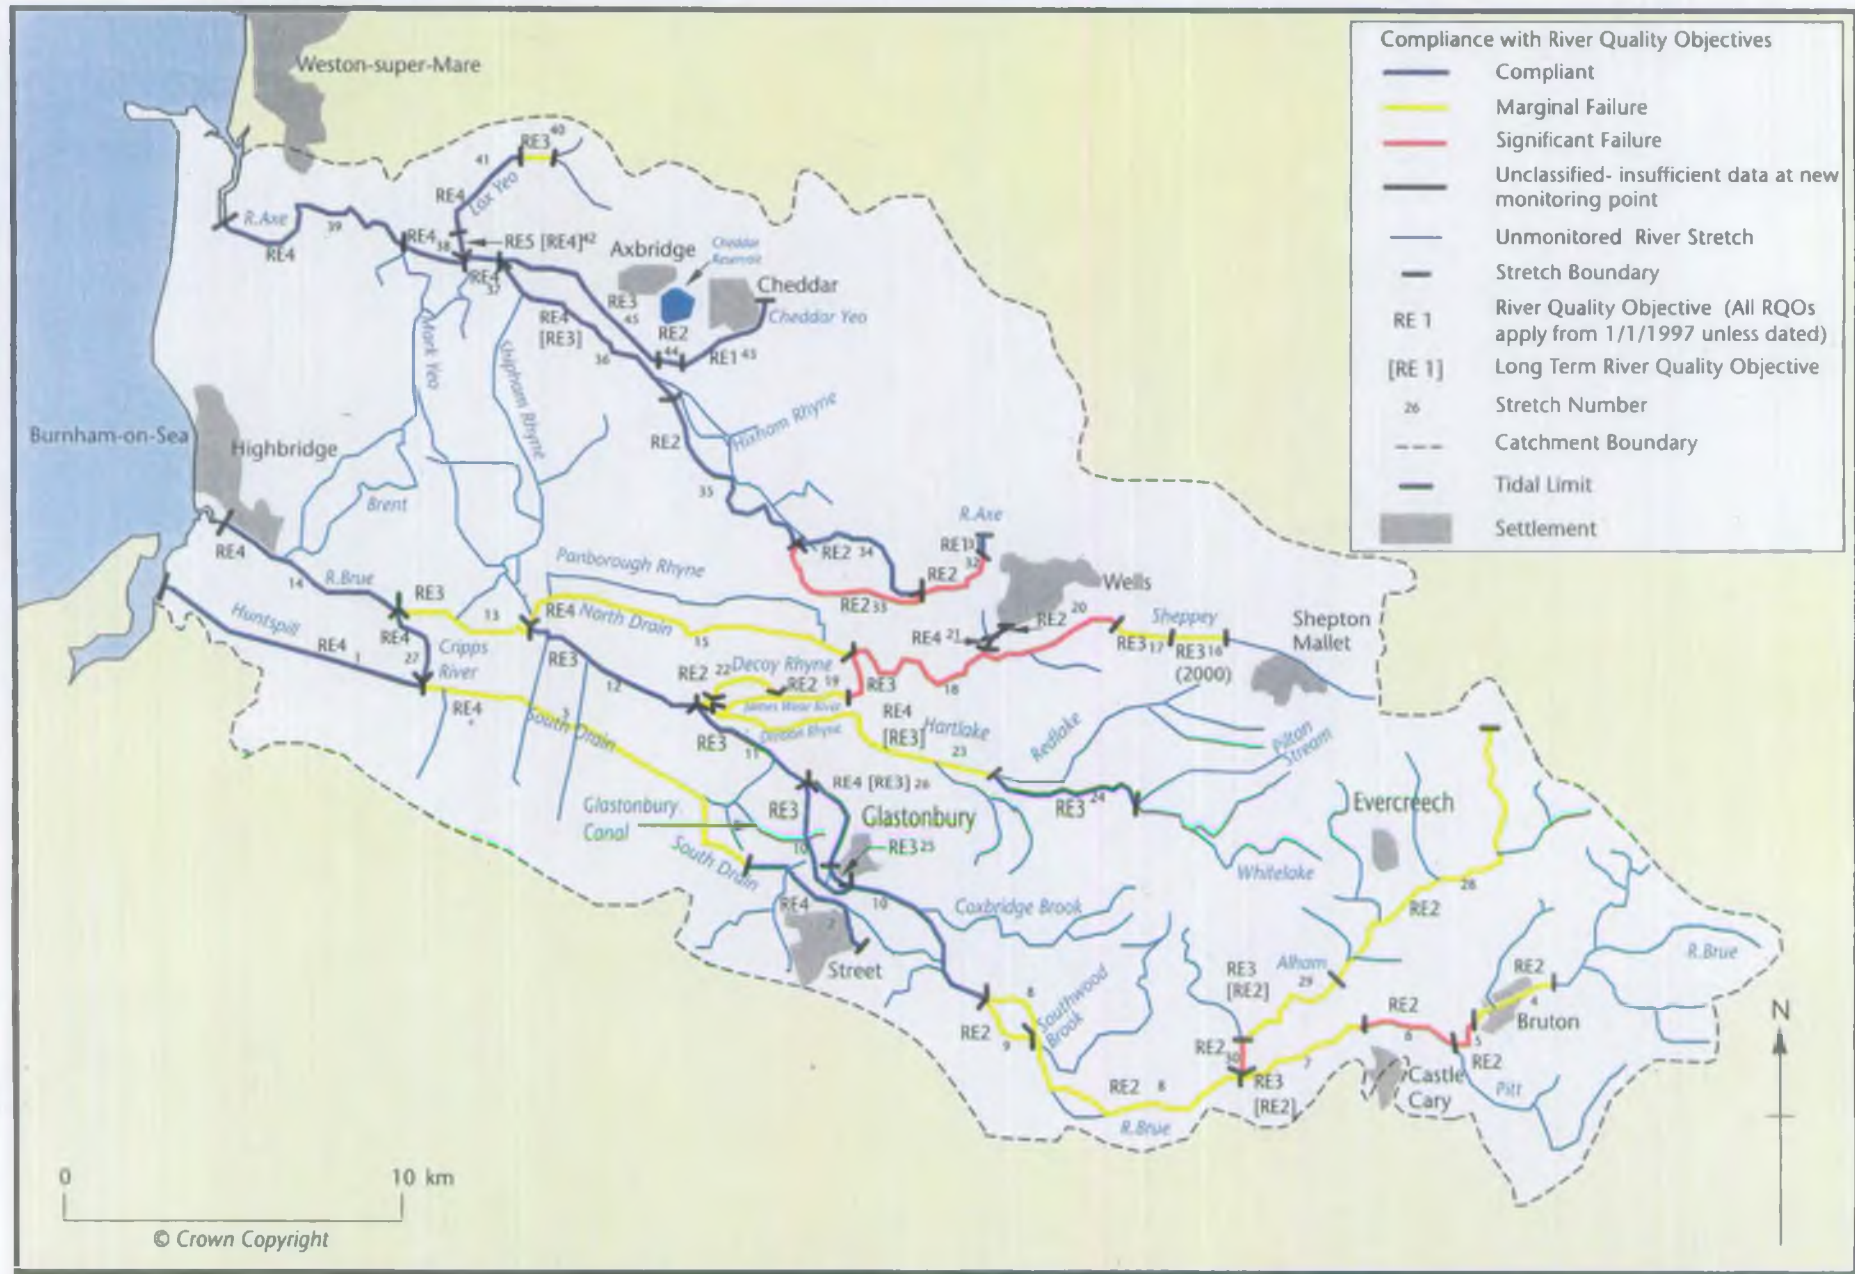 Weston-super-Mare
Compliance with River Quality Objectives
Compliant
Marginal Failure
Significant Failure
Unclassified- insufficient data at new
monitoring point
Unmonitored River Stretch
Stretch Boundary
RE 1
River Quality Objective (All RQOs
apply from 1/1/1997 unless dated)
[RE 1]
Long Term River Quality Objective
26
Stretch Number
Catchment Boundary
Tidal Limit
Settlement
RE3 40
41
RE4
Lox Yeo
R.Axe
RE4
39
RE4 38
RE5 [RE4] 42
RE4
37
Axbridge
Cheddar
Reservoir
Cheddar
Cheddar Yeo
RE3
45
RE2
44
RE1 43
RE4
[RE3]
36
Mark Yeo
Hixham Rhyne
RE2
35
Burnham-on-Sea
Highbridge
Brent
RE4
14
R.Brue
R.Axe
RE2 34
RE2
32
RE2 33
Wells
Panborough Rhyne
RE3
13
RE4
North Drain
15
Huntspill
RE4
1
RE4
27
Cripps
River
RE3
12
RE4 21
RE2 20
Sheppey
RE3 17
RE3 16
(2000)
Shepton
Mallet
RE2 22
Decoy Rhyne
RE2 19
James Wear River
RE3
18
RE4
South Drain
RE3
11
RE4
[RE3]
Hartlake
23
Redlake
Pilton
Stream
RE4 [RE3] 26
RE3
Glastonbury
Glastonbury
Canal
10
RE3 25
RE3 24
Evercreech
Whitelake
South Drain
RE4
2
Street
10
Coxbridge Brook
28
RE2
RE3
[RE2]
Alham
29
R.Brue
RE2
4
Bruton
RE2
6
5
RE2
Pitt
Castle
Cary
8
Southwood
Brook
RE2
9
RE2 8
R.Brue
RE2
30
RE3
[RE2]
7
N
0
10 km
© Crown Copyright